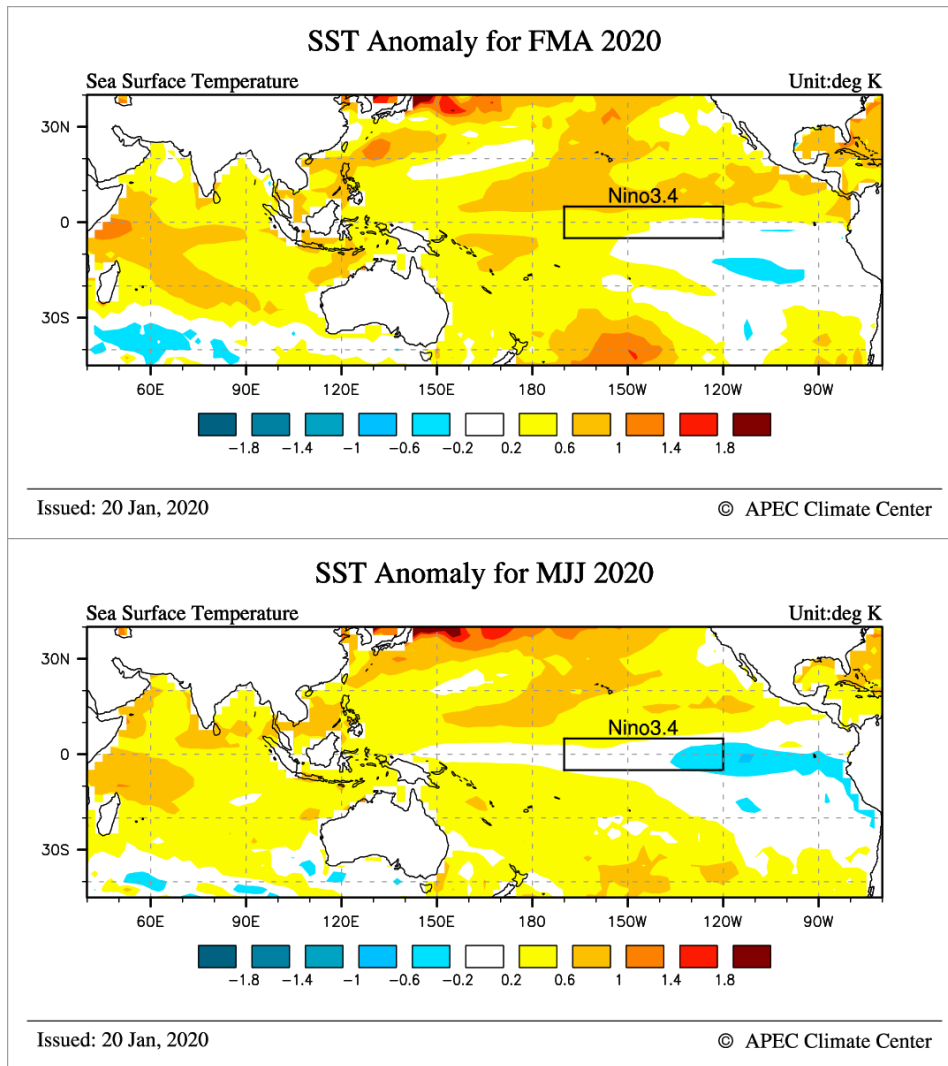 SST Anomaly for FMA 2020
Sea Surface Temperature Unit:deg K
30N
Nino3.4
0
30S
60E 90E 120E 150E 180 150W 120W 90W
-1.8 -1.4 -1 -0.6 -0.2 0.2 0.6 1 1.4 1.8
Issued: 20 Jan, 2020 © APEC Climate Center
SST Anomaly for MJJ 2020
Sea Surface Temperature Unit:deg K
30N
Nino3.4
0
30S
60E 90E 120E 150E 180 150W 120W 90W
-1.8 -1.4 -1 -0.6 -0.2 0.2 0.6 1 1.4 1.8
Issued: 20 Jan, 2020 © APEC Climate Center